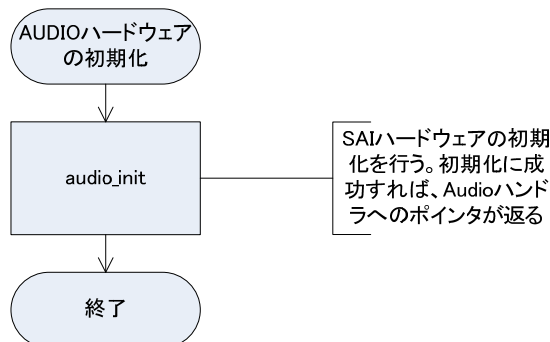 AUDIOハードウェア
の初期化
audio_init
SAIハードウェアの初期
化を行う。初期化に成
功すれば、Audioハンド
ラへのポインタが返る
終了